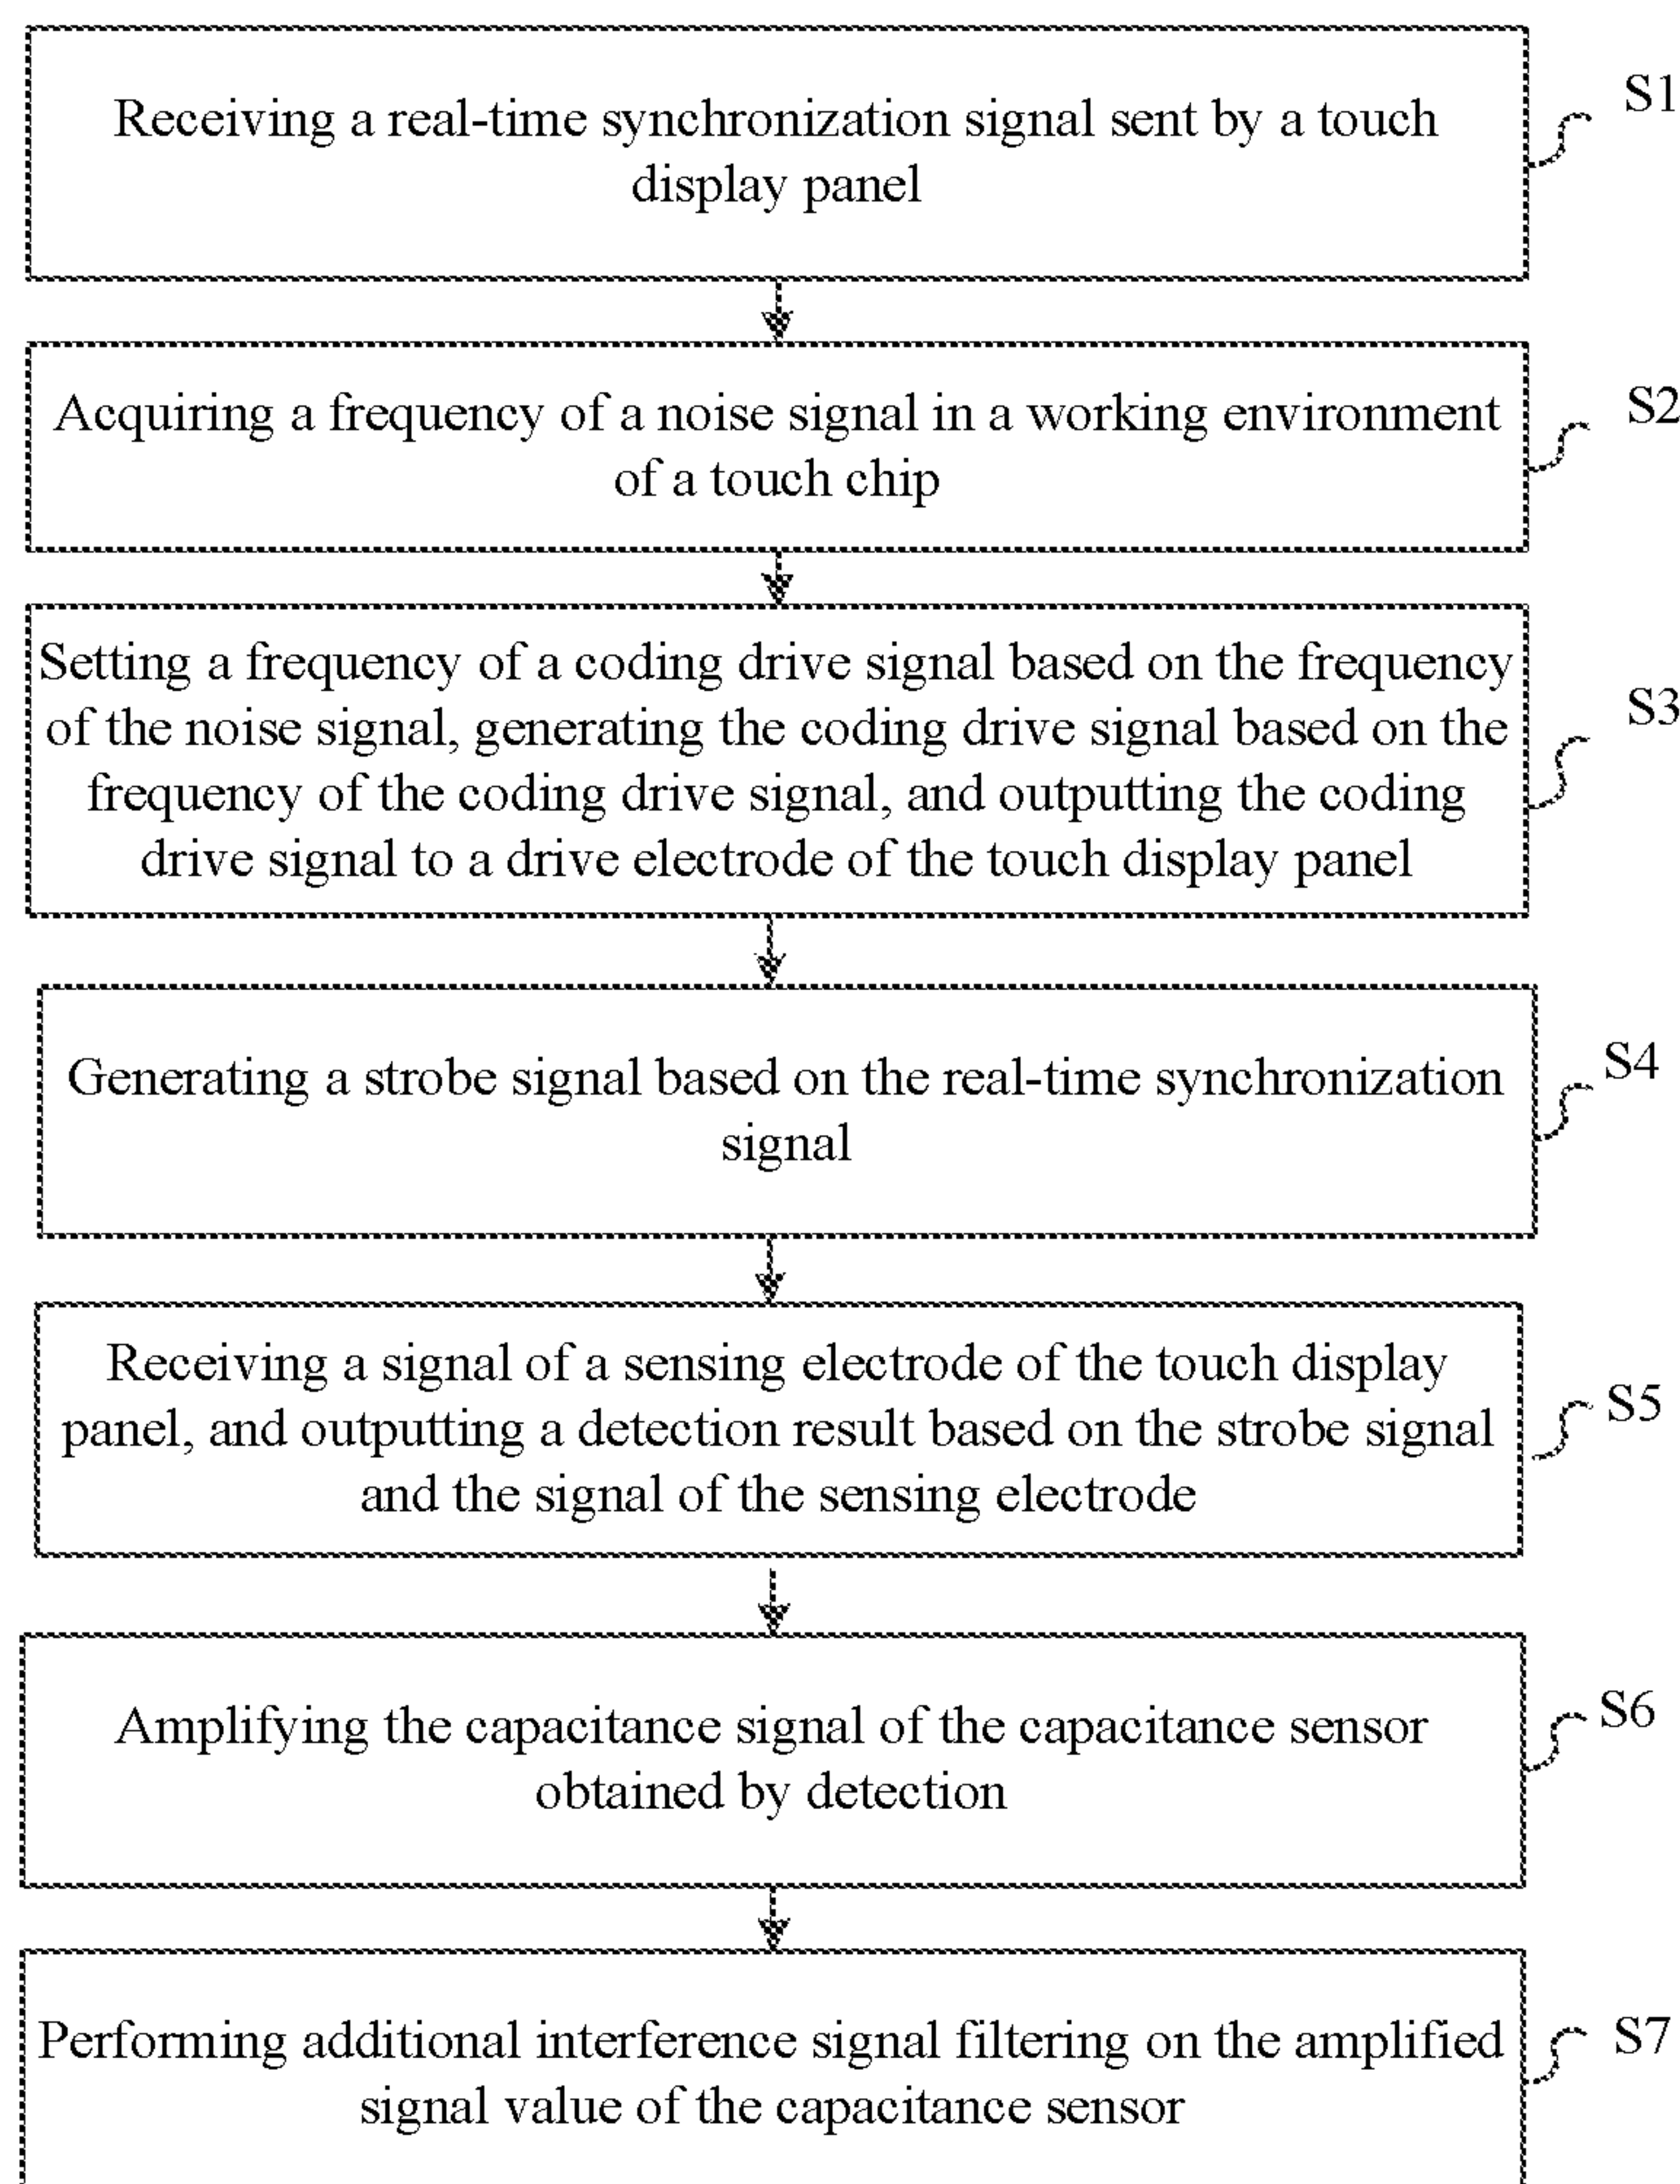 Receiving a real-time synchronization signal sent by a touch
display panel
S1
Acquiring a frequency of a noise signal in a working environment
of a touch chip
S2
Setting a frequency of a coding drive signal based on the frequency
of the noise signal, generating the coding drive signal based on the
frequency of the coding drive signal, and outputting the coding
drive signal to a drive electrode of the touch display panel
S3
Generating a strobe signal based on the real-time synchronization
signal
S4
Receiving a signal of a sensing electrode of the touch display
panel, and outputting a detection result based on the strobe signal
and the signal of the sensing electrode
S5
Amplifying the capacitance signal of the capacitance sensor
obtained by detection
S6
Performing additional interference signal filtering on the amplified
signal value of the capacitance sensor
S7